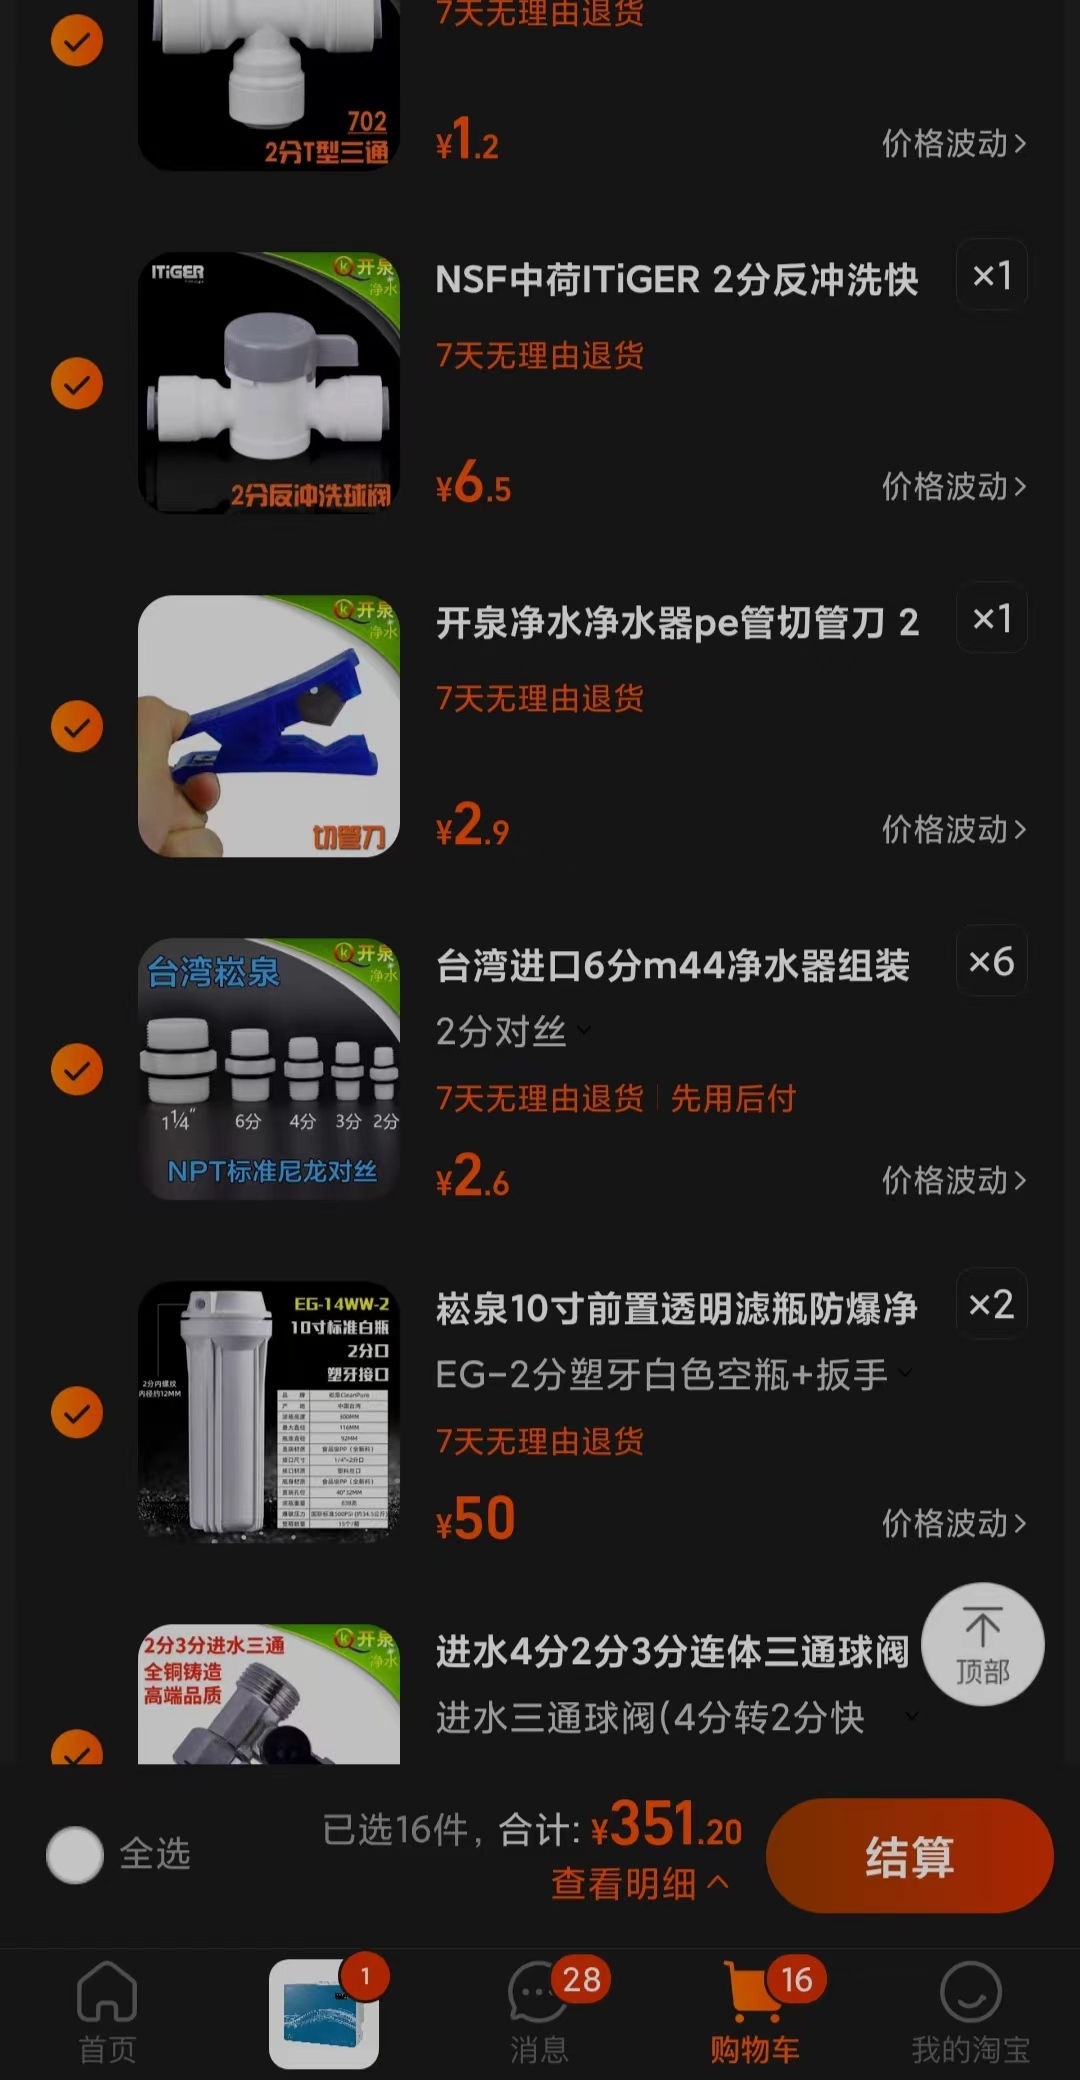 7天无理由退货
702
2分T型三通
¥1.2
价格波动>
ITiGER
开泉
净水
2分反冲洗球阀
NSF中荷ITiGER 2分反冲洗快
×1
7天无理由退货
¥6.5
价格波动>
开泉
净水
切管刀
开泉净水净水器pe管切管刀 2
×1
7天无理由退货
¥2.9
价格波动>
开泉
净水
台湾崧泉
1¼" 6分 4分 3分 2分
NPT标准尼龙对丝
台湾进口6分m44净水器组装
×6
2分对丝
7天无理由退货 | 先用后付
¥2.6
价格波动>
EG-14WW-2
10寸标准白瓶
2分口
塑牙接口
2分内螺纹
内径约12MM
崧泉10寸前置透明滤瓶防爆净
×2
EG-2分塑牙白色空瓶+扳手
7天无理由退货
¥50
价格波动>
2分3分进水三通
全铜铸造
高端品质
开泉
净水
进水4分2分3分连体三通球阀
进水三通球阀(4分转2分快
顶部
全选
已选16件, 合计: ¥351.20
查看明细
结算
1
28
16
首页
消息
购物车
我的淘宝